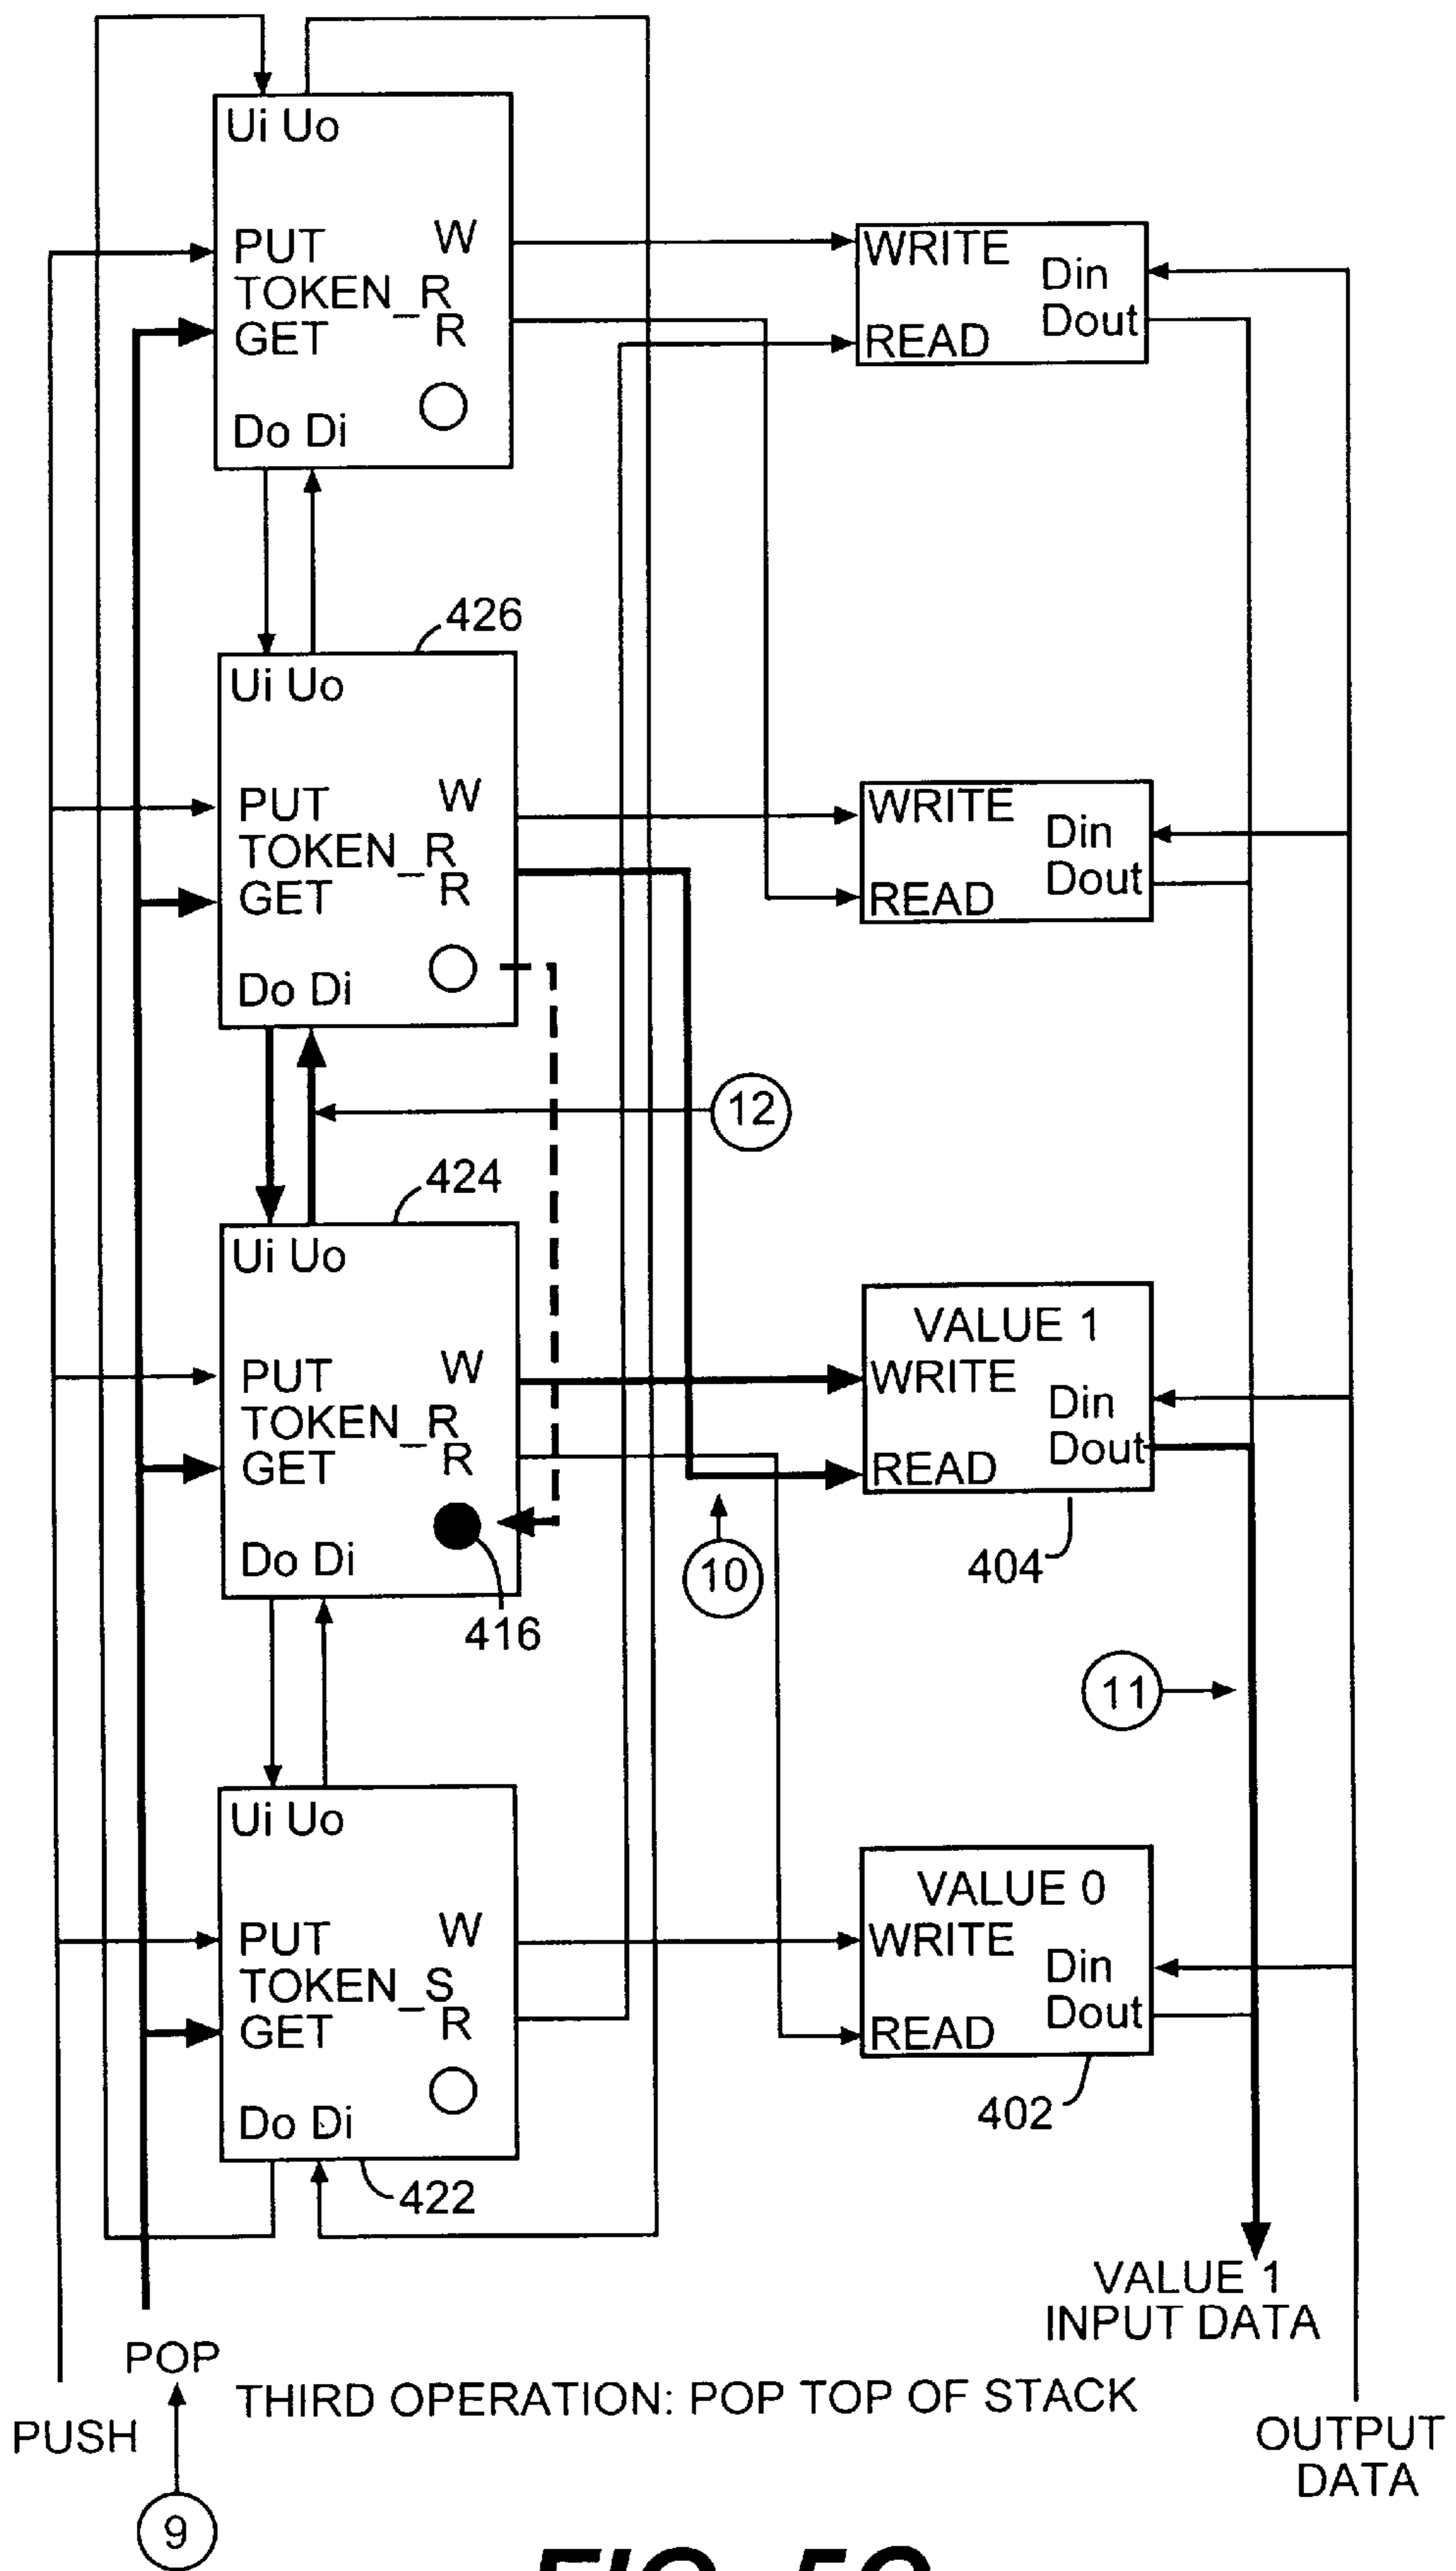 Ui Uo
PUT W
TOKEN_R
GET R
Do Di
WRITE
Din
Dout
READ
426
Ui Uo
PUT W
TOKEN_R
GET R
Do Di
WRITE
Din
Dout
READ
12
424
Ui Uo
PUT W
TOKEN_R
GET R
Do Di
416
VALUE 1
WRITE
Din
Dout
READ
404
10
11
Ui Uo
PUT W
TOKEN_S
GET R
Do Di
422
VALUE 0
WRITE
Din
Dout
READ
402
VALUE 1
INPUT DATA
POP
THIRD OPERATION: POP TOP OF STACK
PUSH
OUTPUT
DATA
9
FIG. 5C